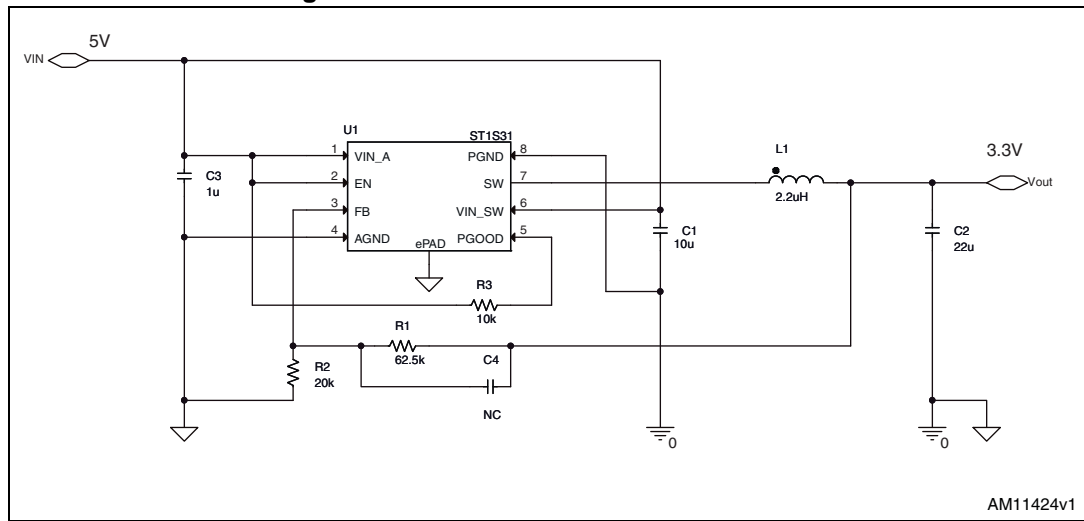 5V
VIN
U1
ST1S31
1 VIN_A
2 EN
3 FB
4 AGND
ePAD
PGND 8
SW 7
VIN_SW 6
PGOOD 5
C3
1u
L1
2.2uH
3.3V
Vout
C1
10u
C2
22u
R3
10k
R1
62.5k
C4
NC
R2
20k
0
0
AM11424v1